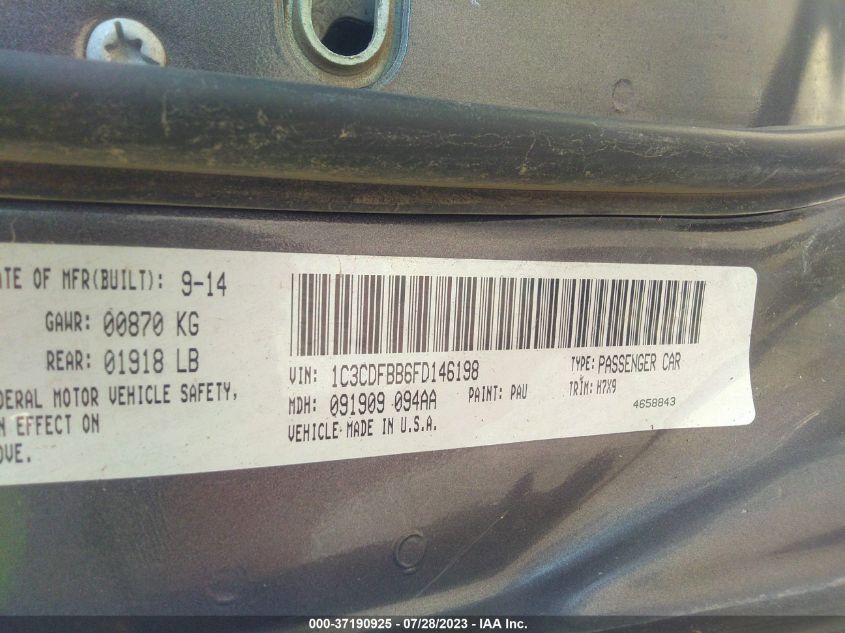 ATE OF MFR(BUILT): 9-14
GAWR: 00870 KG
REAR: 01918 LB
DERAL MOTOR VEHICLE SAFETY,
N EFFECT ON
OVE.
VIN: 1C3CDFBB6FD146198 TYPE: PASSENGER CAR
MDH: 091909 094AA PAINT: PAU TRIM: H7X9
VEHICLE MADE IN U.S.A. 4658843
000-37190925 - 07/28/2023 - IAA Inc.